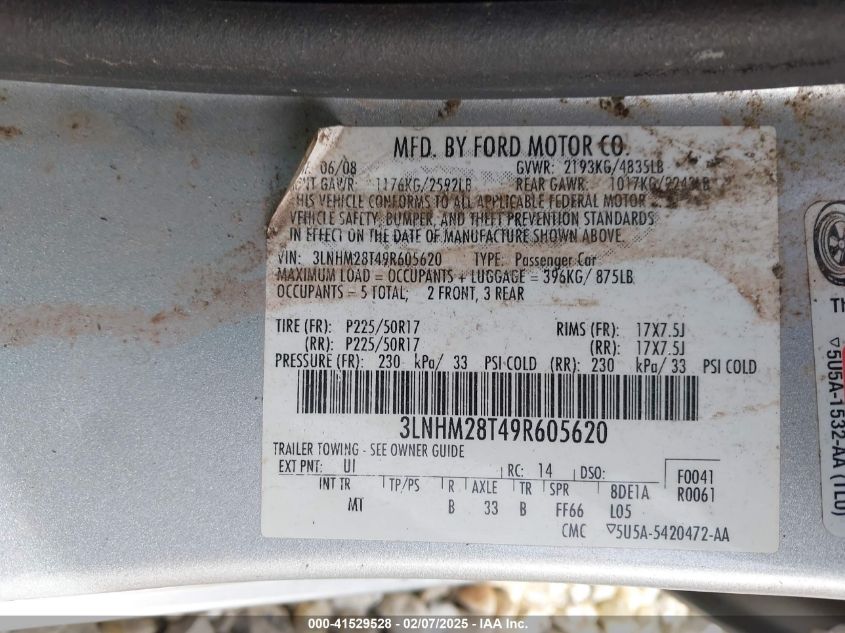 MFD. BY FORD MOTOR CO.
06/08 GVWR: 2193KG/4835LB
GAWR: 1176KG/2592LB REAR GAWR: 1017KG/2243LB
HIS VEHICLE CONFORMS TO ALL APPLICABLE FEDERAL MOTOR
VEHICLE SAFETY, BUMPER, AND THEFT PREVENTION STANDARDS
IN EFFECT ON THE DATE OF MANUFACTURE SHOWN ABOVE.
VIN: 3LNHM28T49R605620 TYPE: Passenger Car
MAXIMUM LOAD = OCCUPANTS + LUGGAGE = 396KG/ 875LB
OCCUPANTS = 5 TOTAL; 2 FRONT, 3 REAR
TIRE (FR): P225/50R17 RIMS (FR): 17X7.5J
(RR): P225/50R17 (RR): 17X7.5J
PRESSURE (FR): 230 kPa/ 33 PSI COLD (RR): 230 kPa/ 33 PSI COLD
3LNHM28T49R605620
TRAILER TOWING - SEE OWNER GUIDE
EXT PNT: UI RC: 14 DSO: F0041
INT TR TP/PS R AXLE TR SPR 8DE1A R0061
MT B 33 B FF66 L05
CMC ▽5U5A-5420472-AA
▽5U5A-1532-AA (TL0)
000-41529528 — 02/07/2025 — IAA Inc.